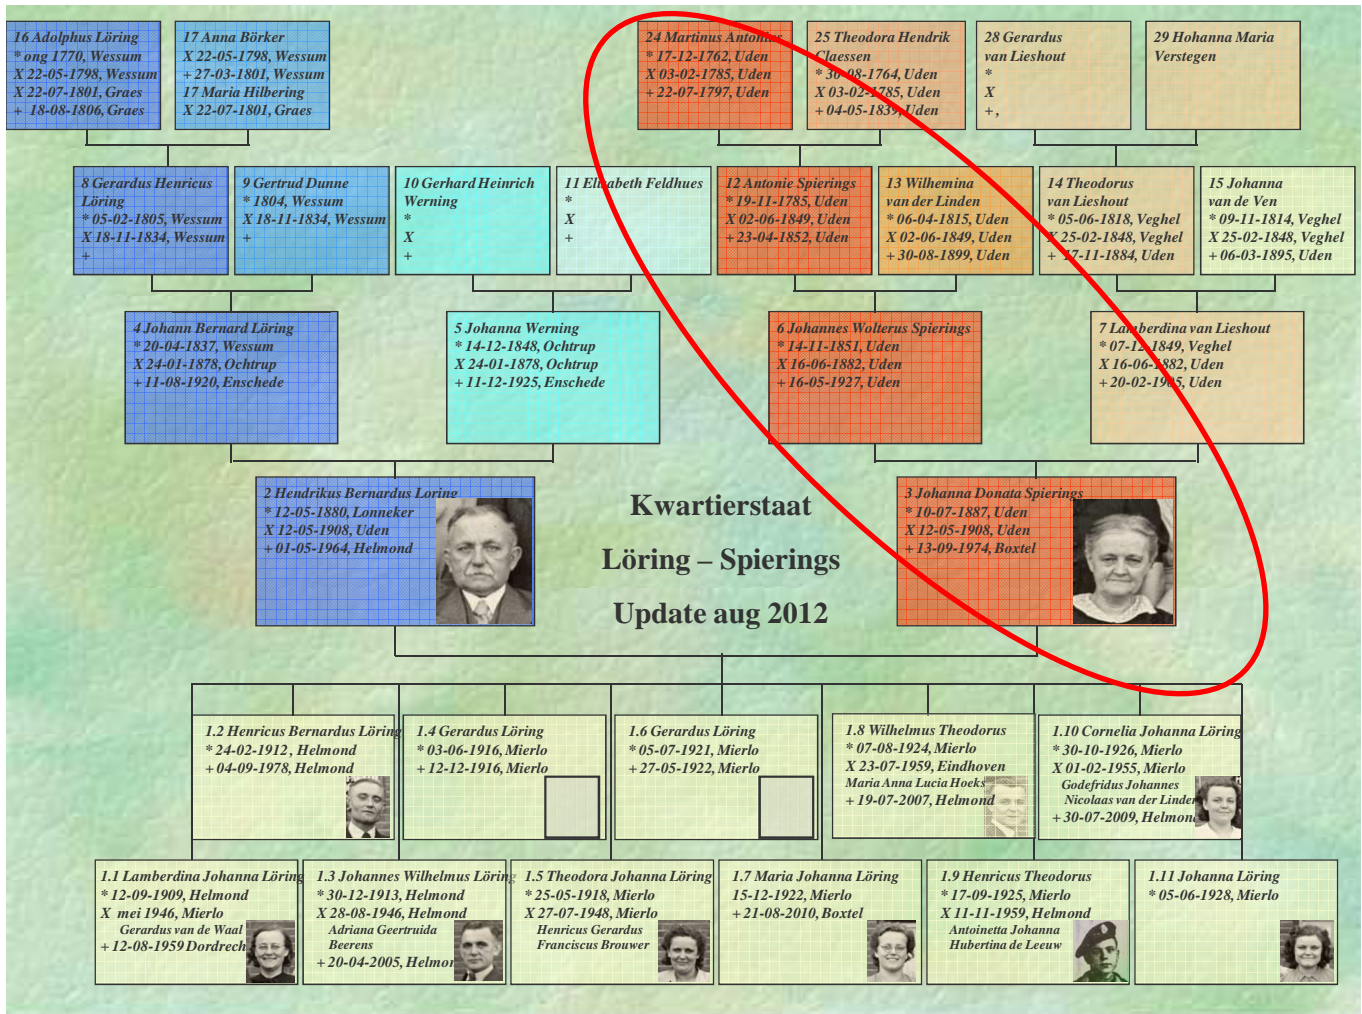 16 Adolphus Löring
* ong 1770, Wessum
X 22-05-1798, Wessum
X 22-07-1801, Graes
+ 18-08-1806, Graes
17 Anna Börker
X 22-05-1798, Wessum
+ 27-03-1801, Wessum
17 Maria Hilbering
X 22-07-1801, Graes
24 Martinus Antonies
* 17-12-1762, Uden
X 03-02-1785, Uden
+ 22-07-1797, Uden
25 Theodora Hendrik
Claessen
* 30-08-1764, Uden
X 03-02-1785, Uden
+ 04-05-1839, Uden
28 Gerardus
van Lieshout
*
X
+ ,
29 Hohanna Maria
Verstegen
8 Gerardus Henricus
Löring
* 05-02-1805, Wessum
X 18-11-1834, Wessum
+
9 Gertrud Dunne
* 1804, Wessum
X 18-11-1834, Wessum
+
10 Gerhard Heinrich
Werning
*
X
+
11 Elisabeth Feldhues
*
X
+
12 Antonie Spierings
* 19-11-1785, Uden
X 02-06-1849, Uden
+ 23-04-1852, Uden
13 Wilhemina
van der Linden
* 06-04-1815, Uden
X 02-06-1849, Uden
+ 30-08-1899, Uden
14 Theodorus
van Lieshout
* 05-06-1818, Veghel
X 25-02-1848, Veghel
+ 17-11-1884, Uden
15 Johanna
van de Ven
* 09-11-1814, Veghel
X 25-02-1848, Veghel
+ 06-03-1895, Uden
4 Johann Bernard Löring
* 20-04-1837, Wessum
X 24-01-1878, Ochtrup
+ 11-08-1920, Enschede
5 Johanna Werning
* 14-12-1848, Ochtrup
X 24-01-1878, Ochtrup
+ 11-12-1925, Enschede
6 Johannes Wolterus Spierings
* 14-11-1851, Uden
X 16-06-1882, Uden
+ 16-05-1927, Uden
7 Lamberdina van Lieshout
* 07-12-1849, Veghel
X 16-06-1882, Uden
+ 20-02-1905, Uden
2 Hendrikus Bernardus Loring
* 12-05-1880, Lonneker
X 12-05-1908, Uden
+ 01-05-1964, Helmond
Kwartierstaat
Löring – Spierings
Update aug 2012
3 Johanna Donata Spierings
* 10-07-1887, Uden
X 12-05-1908, Uden
+ 13-09-1974, Boxtel
1.2 Henricus Bernardus Löring
* 24-02-1912 , Helmond
+ 04-09-1978, Helmond
1.4 Gerardus Löring
* 03-06-1916, Mierlo
+ 12-12-1916, Mierlo
1.6 Gerardus Löring
* 05-07-1921, Mierlo
+ 27-05-1922, Mierlo
1.8 Wilhelmus Theodorus
* 07-08-1924, Mierlo
X 23-07-1959, Eindhoven
Maria Anna Lucia Hoeks
+ 19-07-2007, Helmond
1.10 Cornelia Johanna Löring
* 30-10-1926, Mierlo
X 01-02-1955, Mierlo
Godefridus Johannes
Nicolaas van der Linden
+ 30-07-2009, Helmond
1.1 Lamberdina Johanna Löring
* 12-09-1909, Helmond
X mei 1946, Mierlo
Gerardus van de Waal
+ 12-08-1959 Dordrech
1.3 Johannes Wilhelmus Löring
* 30-12-1913, Helmond
X 28-08-1946, Helmond
Adriana Geertruida
Beerens
+ 20-04-2005, Helmon
1.5 Theodora Johanna Löring
* 25-05-1918, Mierlo
X 27-07-1948, Mierlo
Henricus Gerardus
Franciscus Brouwer
1.7 Maria Johanna Löring
15-12-1922, Mierlo
+ 21-08-2010, Boxtel
1.9 Henricus Theodorus
* 17-09-1925, Mierlo
X 11-11-1959, Helmond
Antoinetta Johanna
Hubertina de Leeuw
1.11 Johanna Löring
* 05-06-1928, Mierlo